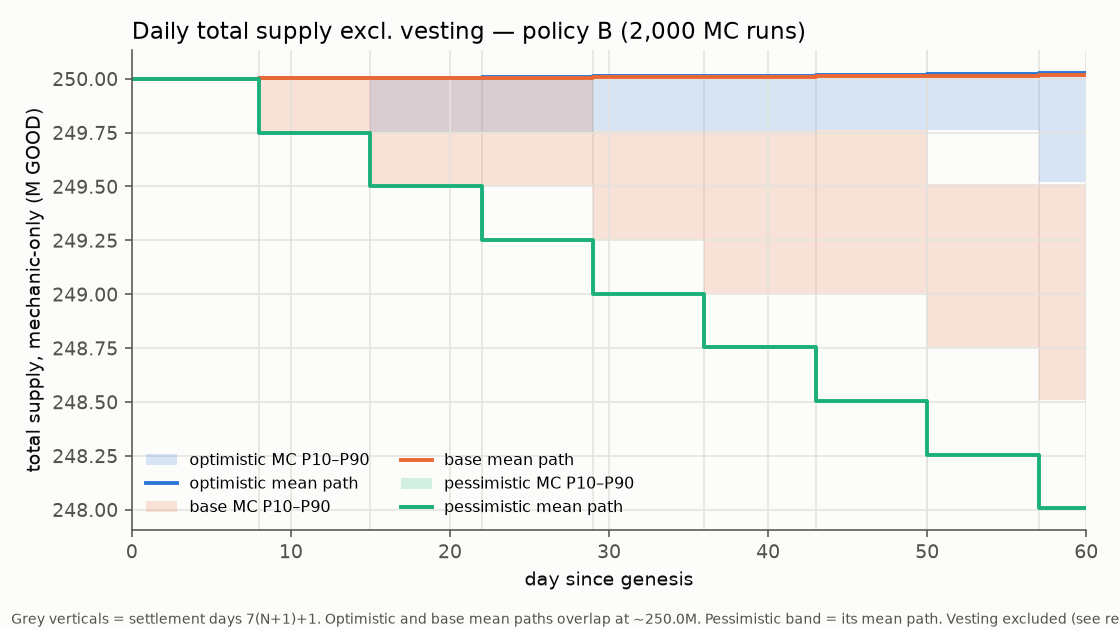 Daily total supply excl. vesting — policy B (2,000 MC runs)
total supply, mechanic-only (M GOOD)
250.00
249.75
249.50
249.25
249.00
248.75
248.50
248.25
248.00
optimistic MC P10–P90
optimistic mean path
base MC P10–P90
base mean path
pessimistic MC P10–P90
pessimistic mean path
0 10 20 30 40 50 60
day since genesis
Grey verticals = settlement days 7(N+1)+1. Optimistic and base mean paths overlap at ~250.0M. Pessimistic band = its mean path. Vesting excluded (see